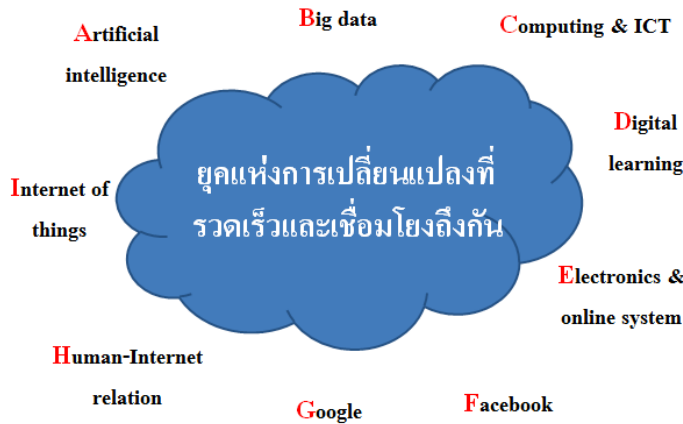 Artificial
intelligence
Big data
Computing & ICT
Digital
learning
Electronics &
online system
Facebook
Google
Human-Internet
relation
Internet of
things
ยุคแห่งการเปลี่ยนแปลงที่
รวดเร็วและเชื่อมโยงถึงกัน